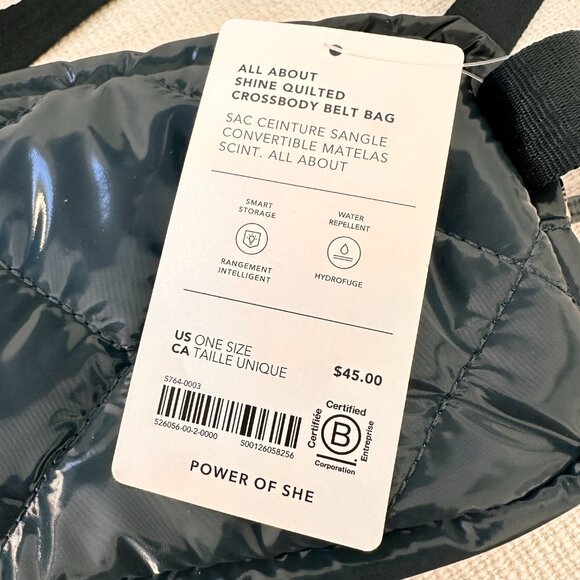 ALL ABOUT
SHINE QUILTED
CROSSBODY BELT BAG
SAC CEINTURE SANGLE
CONVERTIBLE MATELAS
SCINT. ALL ABOUT
SMART
STORAGE
RANGEMENT
INTELLIGENT
WATER
REPELLENT
HYDROFUGE
US ONE SIZE
CA TAILLE UNIQUE
$45.00
5764-0003
526056-00-2-0000
500126058256
Certified
Certifiée
B
Entreprise
Corporation
POWER OF SHE